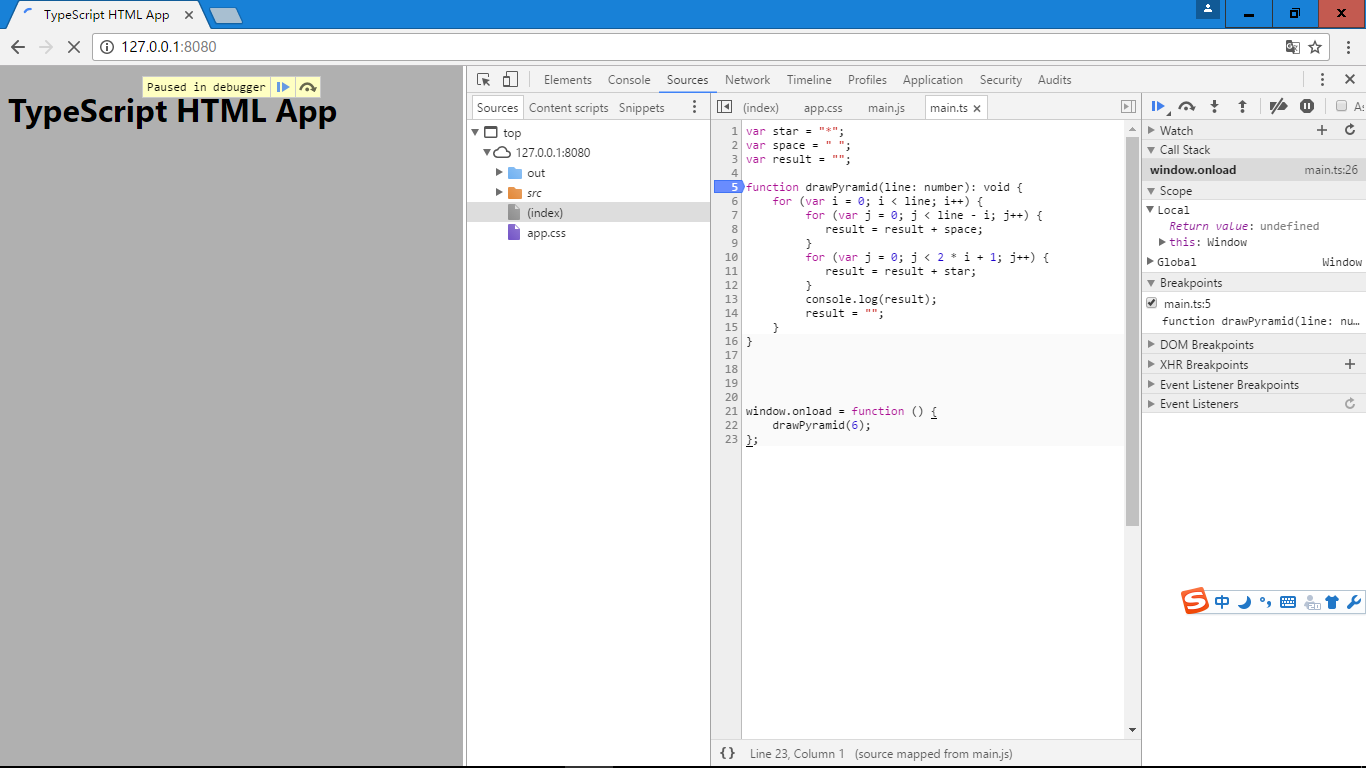 TypeScript HTML App
127.0.0.1:8080
Paused in debugger
TypeScript HTML App
Elements Console Sources Network Timeline Profiles Application Security Audits
Sources Content scripts Snippets
top
127.0.0.1:8080
out
src
(index)
app.css
(index) app.css main.js main.ts
1 var star = "*";
2 var space = " ";
3 var result = "";
4
5 function drawPyramid(line: number): void {
6 for (var i = 0; i < line; i++) {
7 for (var j = 0; j < line - i; j++) {
8 result = result + space;
9 }
10 for (var j = 0; j < 2 * i + 1; j++) {
11 result = result + star;
12 }
13 console.log(result);
14 result = "";
15 }
16 }
17
18
19
20
21 window.onload = function () {
22 drawPyramid(6);
23 };
{} Line 23, Column 1 (source mapped from main.js)
As
Watch
Call Stack
window.onload main.ts:26
Scope
Local
Return value: undefined
this: Window
Global Window
Breakpoints
main.ts:5
function drawPyramid(line: nu…
DOM Breakpoints
XHR Breakpoints
Event Listener Breakpoints
Event Listeners
S 中